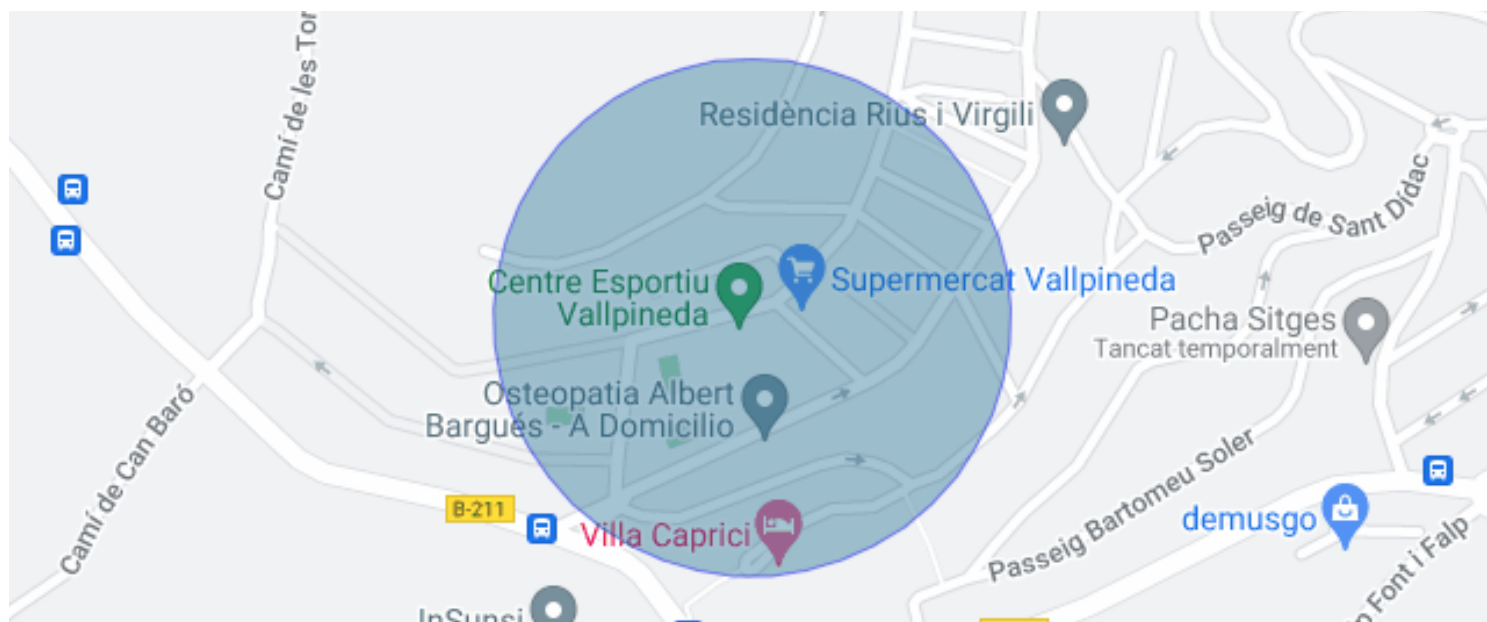 Camí de les Tor
Residència Rius i Virgili
Passeig de Sant Dídac
Centre Esportiu
Vallpineda
Supermercat Vallpineda
Pacha Sitges
Tancat temporalment
Osteopatia Albert
Bargués - A Domicilio
Camí de Can Baró
B-211
Villa Caprici
Passeig Bartomeu Soler
demusgo
Font i Falp
InSunsi